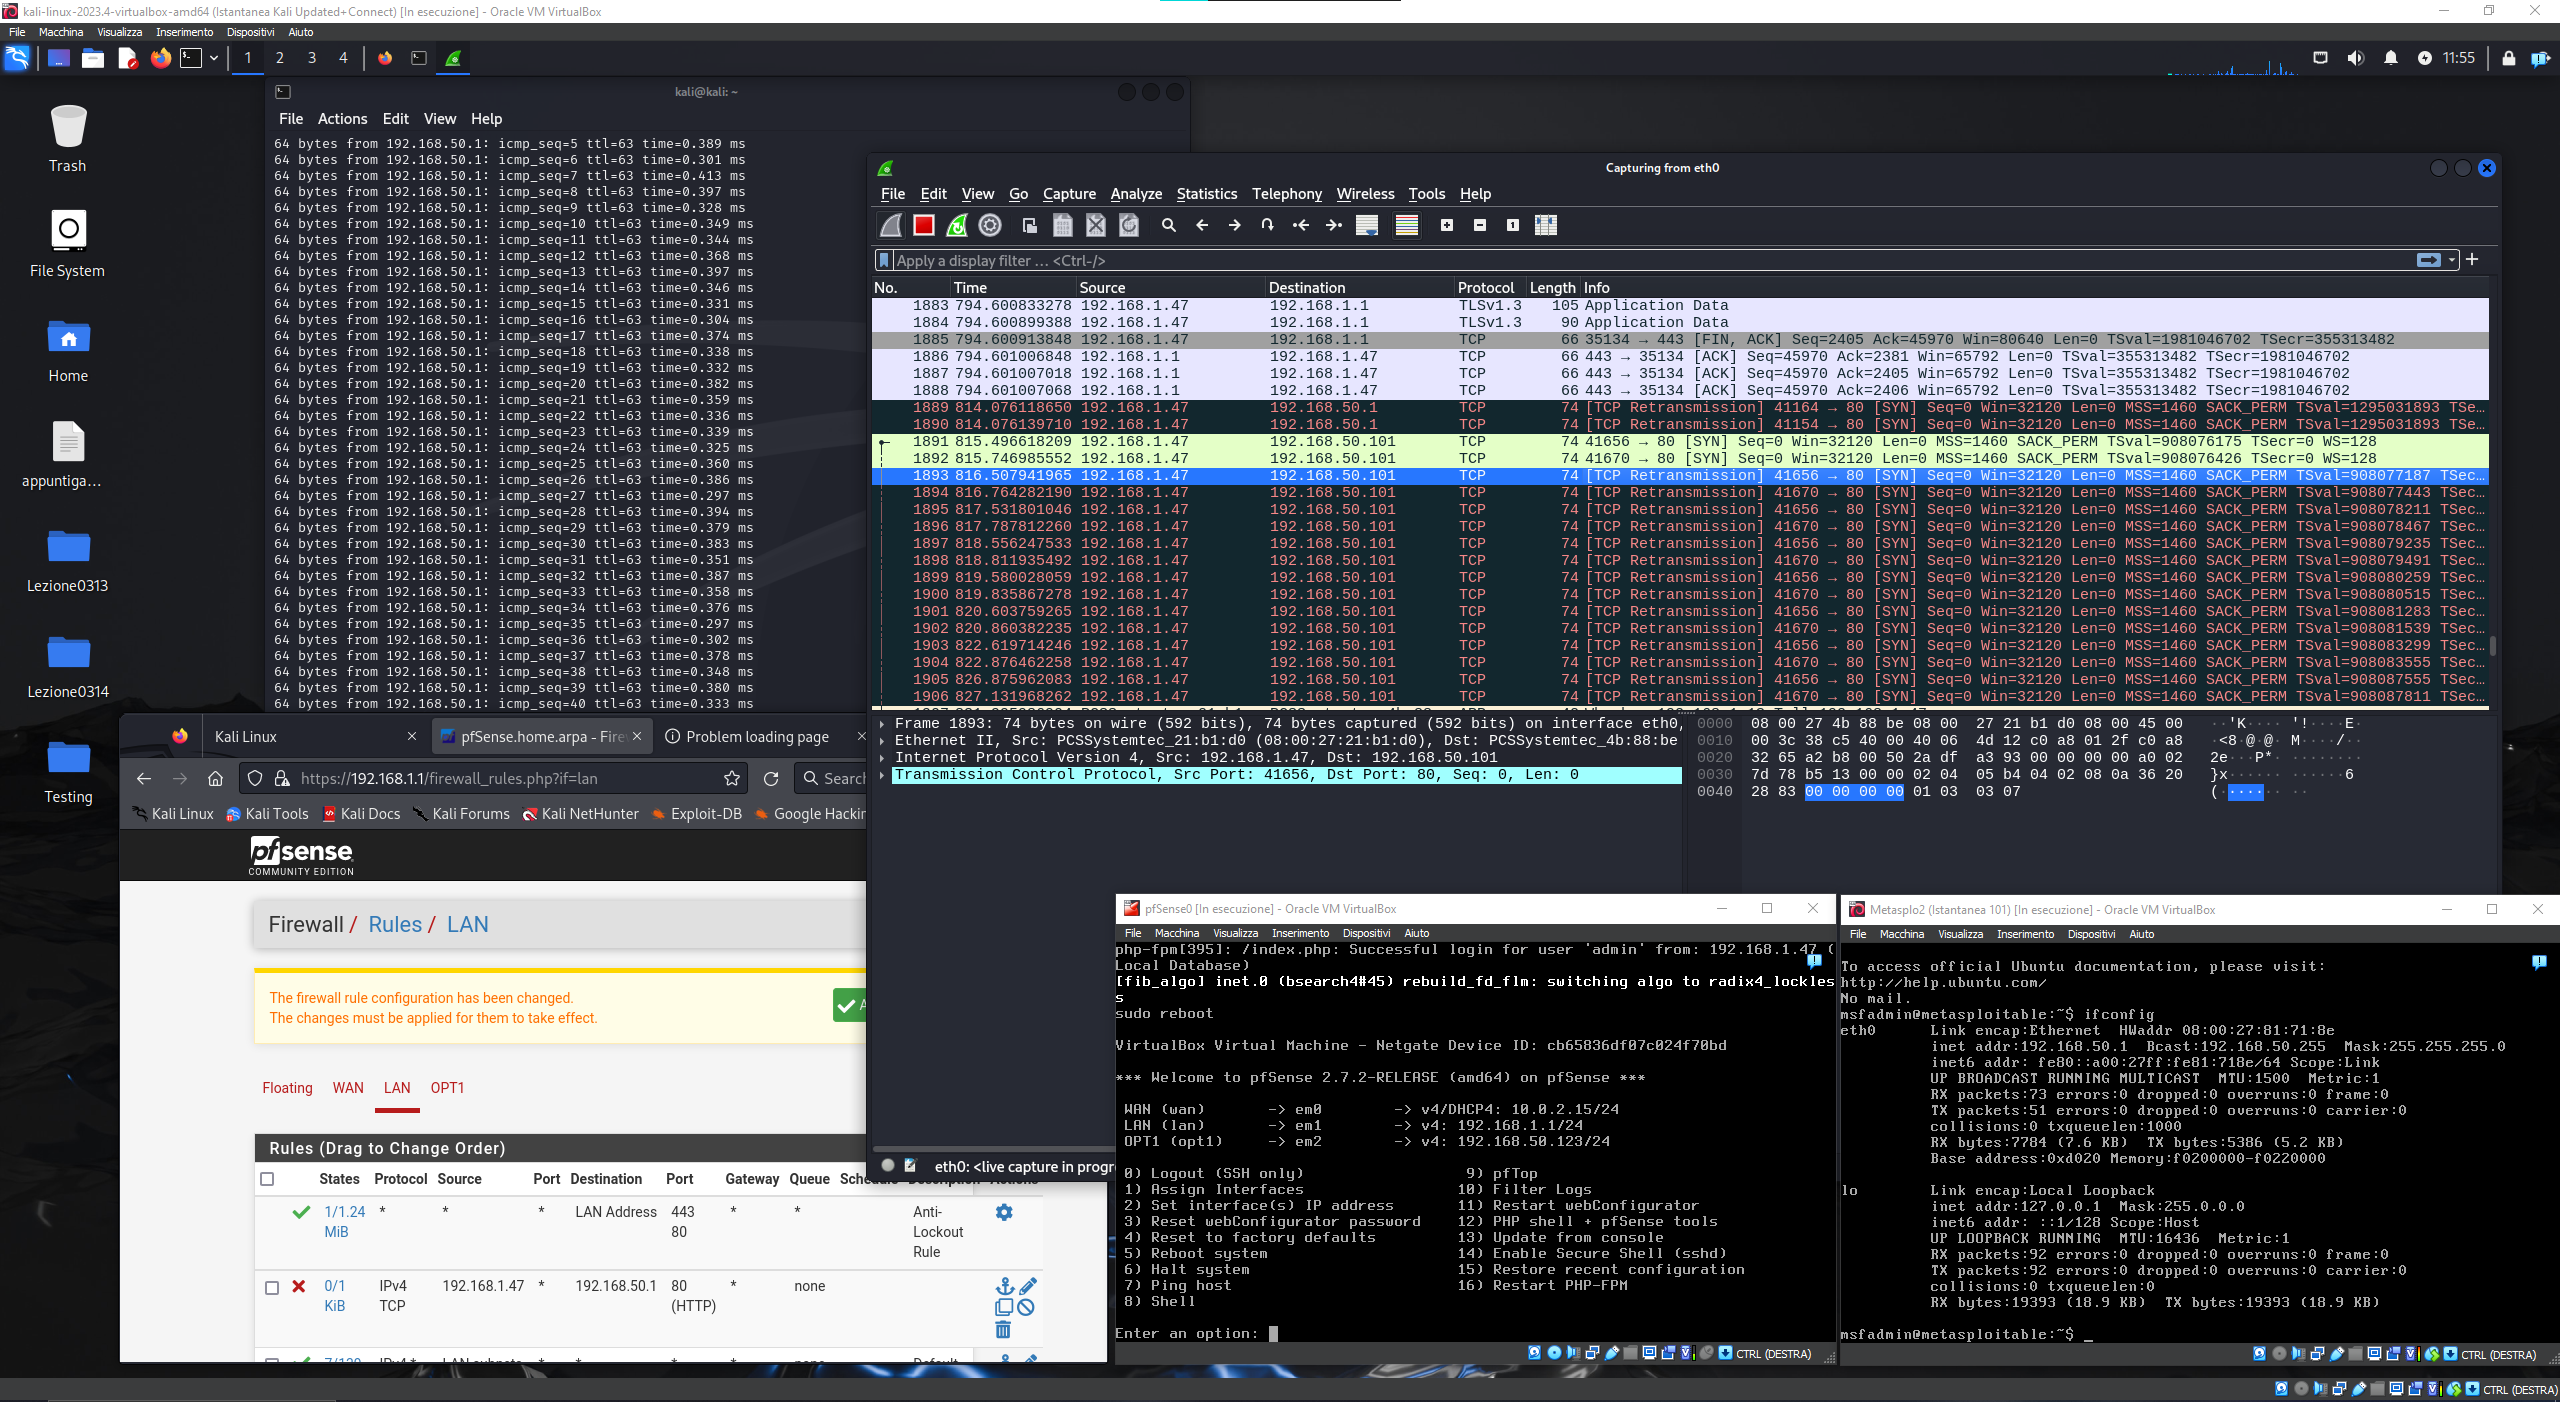 kali-linux-2023.4-virtualbox-amd64 (Istantanea Kali Updated+Connect) [In esecuzione] - Oracle VM VirtualBox
File Macchina Visualizza Inserimento Dispositivi Aiuto
1 2 3 4
11:55
Trash
File System
Home
appuntiga...
Lezione0313
Lezione0314
Testing
kali@kali: ~
File Actions Edit View Help
64 bytes from 192.168.50.1: icmp_seq=5 ttl=63 time=0.389 ms
64 bytes from 192.168.50.1: icmp_seq=6 ttl=63 time=0.301 ms
64 bytes from 192.168.50.1: icmp_seq=7 ttl=63 time=0.413 ms
64 bytes from 192.168.50.1: icmp_seq=8 ttl=63 time=0.397 ms
64 bytes from 192.168.50.1: icmp_seq=9 ttl=63 time=0.328 ms
64 bytes from 192.168.50.1: icmp_seq=10 ttl=63 time=0.349 ms
64 bytes from 192.168.50.1: icmp_seq=11 ttl=63 time=0.344 ms
64 bytes from 192.168.50.1: icmp_seq=12 ttl=63 time=0.368 ms
64 bytes from 192.168.50.1: icmp_seq=13 ttl=63 time=0.397 ms
64 bytes from 192.168.50.1: icmp_seq=14 ttl=63 time=0.346 ms
64 bytes from 192.168.50.1: icmp_seq=15 ttl=63 time=0.331 ms
64 bytes from 192.168.50.1: icmp_seq=16 ttl=63 time=0.304 ms
64 bytes from 192.168.50.1: icmp_seq=17 ttl=63 time=0.374 ms
64 bytes from 192.168.50.1: icmp_seq=18 ttl=63 time=0.338 ms
64 bytes from 192.168.50.1: icmp_seq=19 ttl=63 time=0.332 ms
64 bytes from 192.168.50.1: icmp_seq=20 ttl=63 time=0.382 ms
64 bytes from 192.168.50.1: icmp_seq=21 ttl=63 time=0.359 ms
64 bytes from 192.168.50.1: icmp_seq=22 ttl=63 time=0.336 ms
64 bytes from 192.168.50.1: icmp_seq=23 ttl=63 time=0.339 ms
64 bytes from 192.168.50.1: icmp_seq=24 ttl=63 time=0.325 ms
64 bytes from 192.168.50.1: icmp_seq=25 ttl=63 time=0.360 ms
64 bytes from 192.168.50.1: icmp_seq=26 ttl=63 time=0.386 ms
64 bytes from 192.168.50.1: icmp_seq=27 ttl=63 time=0.297 ms
64 bytes from 192.168.50.1: icmp_seq=28 ttl=63 time=0.394 ms
64 bytes from 192.168.50.1: icmp_seq=29 ttl=63 time=0.379 ms
64 bytes from 192.168.50.1: icmp_seq=30 ttl=63 time=0.383 ms
64 bytes from 192.168.50.1: icmp_seq=31 ttl=63 time=0.351 ms
64 bytes from 192.168.50.1: icmp_seq=32 ttl=63 time=0.387 ms
64 bytes from 192.168.50.1: icmp_seq=33 ttl=63 time=0.358 ms
64 bytes from 192.168.50.1: icmp_seq=34 ttl=63 time=0.376 ms
64 bytes from 192.168.50.1: icmp_seq=35 ttl=63 time=0.297 ms
64 bytes from 192.168.50.1: icmp_seq=36 ttl=63 time=0.302 ms
64 bytes from 192.168.50.1: icmp_seq=37 ttl=63 time=0.378 ms
64 bytes from 192.168.50.1: icmp_seq=38 ttl=63 time=0.348 ms
64 bytes from 192.168.50.1: icmp_seq=39 ttl=63 time=0.380 ms
64 bytes from 192.168.50.1: icmp_seq=40 ttl=63 time=0.333 ms
Capturing from eth0
File Edit View Go Capture Analyze Statistics Telephony Wireless Tools Help
Apply a display filter ... <Ctrl-/>
No. Time Source Destination Protocol Length Info
1883 794.600833278 192.168.1.47 192.168.1.1 TLSv1.3 105 Application Data
1884 794.600899388 192.168.1.47 192.168.1.1 TLSv1.3 90 Application Data
1885 794.600913848 192.168.1.47 192.168.1.1 TCP 66 35134 → 443 [FIN, ACK] Seq=2405 Ack=45970 Win=80640 Len=0 TSval=1981046702 TSecr=355313482
1886 794.601006848 192.168.1.1 192.168.1.47 TCP 66 443 → 35134 [ACK] Seq=45970 Ack=2381 Win=65792 Len=0 TSval=355313482 TSecr=1981046702
1887 794.601007018 192.168.1.1 192.168.1.47 TCP 66 443 → 35134 [ACK] Seq=45970 Ack=2405 Win=65792 Len=0 TSval=355313482 TSecr=1981046702
1888 794.601007068 192.168.1.1 192.168.1.47 TCP 66 443 → 35134 [ACK] Seq=45970 Ack=2406 Win=65792 Len=0 TSval=355313482 TSecr=1981046702
1889 814.076118650 192.168.1.47 192.168.50.1 TCP 74 [TCP Retransmission] 41164 → 80 [SYN] Seq=0 Win=32120 Len=0 MSS=1460 SACK_PERM TSval=1295031893 TSe...
1890 814.076139710 192.168.1.47 192.168.50.1 TCP 74 [TCP Retransmission] 41154 → 80 [SYN] Seq=0 Win=32120 Len=0 MSS=1460 SACK_PERM TSval=1295031893 TSe...
1891 815.496618209 192.168.1.47 192.168.50.101 TCP 74 41656 → 80 [SYN] Seq=0 Win=32120 Len=0 MSS=1460 SACK_PERM TSval=908076175 TSecr=0 WS=128
1892 815.746985552 192.168.1.47 192.168.50.101 TCP 74 41670 → 80 [SYN] Seq=0 Win=32120 Len=0 MSS=1460 SACK_PERM TSval=908076426 TSecr=0 WS=128
1893 816.507941965 192.168.1.47 192.168.50.101 TCP 74 [TCP Retransmission] 41656 → 80 [SYN] Seq=0 Win=32120 Len=0 MSS=1460 SACK_PERM TSval=908077187 TSec...
1894 816.764282190 192.168.1.47 192.168.50.101 TCP 74 [TCP Retransmission] 41670 → 80 [SYN] Seq=0 Win=32120 Len=0 MSS=1460 SACK_PERM TSval=908077443 TSec...
1895 817.531801046 192.168.1.47 192.168.50.101 TCP 74 [TCP Retransmission] 41656 → 80 [SYN] Seq=0 Win=32120 Len=0 MSS=1460 SACK_PERM TSval=908078211 TSec...
1896 817.787812260 192.168.1.47 192.168.50.101 TCP 74 [TCP Retransmission] 41670 → 80 [SYN] Seq=0 Win=32120 Len=0 MSS=1460 SACK_PERM TSval=908078467 TSec...
1897 818.556247533 192.168.1.47 192.168.50.101 TCP 74 [TCP Retransmission] 41656 → 80 [SYN] Seq=0 Win=32120 Len=0 MSS=1460 SACK_PERM TSval=908079235 TSec...
1898 818.811935492 192.168.1.47 192.168.50.101 TCP 74 [TCP Retransmission] 41670 → 80 [SYN] Seq=0 Win=32120 Len=0 MSS=1460 SACK_PERM TSval=908079491 TSec...
1899 819.580028059 192.168.1.47 192.168.50.101 TCP 74 [TCP Retransmission] 41656 → 80 [SYN] Seq=0 Win=32120 Len=0 MSS=1460 SACK_PERM TSval=908080259 TSec...
1900 819.835867278 192.168.1.47 192.168.50.101 TCP 74 [TCP Retransmission] 41670 → 80 [SYN] Seq=0 Win=32120 Len=0 MSS=1460 SACK_PERM TSval=908080515 TSec...
1901 820.603759265 192.168.1.47 192.168.50.101 TCP 74 [TCP Retransmission] 41656 → 80 [SYN] Seq=0 Win=32120 Len=0 MSS=1460 SACK_PERM TSval=908081283 TSec...
1902 820.860382235 192.168.1.47 192.168.50.101 TCP 74 [TCP Retransmission] 41670 → 80 [SYN] Seq=0 Win=32120 Len=0 MSS=1460 SACK_PERM TSval=908081539 TSec...
1903 822.619714246 192.168.1.47 192.168.50.101 TCP 74 [TCP Retransmission] 41656 → 80 [SYN] Seq=0 Win=32120 Len=0 MSS=1460 SACK_PERM TSval=908083299 TSec...
1904 822.876462258 192.168.1.47 192.168.50.101 TCP 74 [TCP Retransmission] 41670 → 80 [SYN] Seq=0 Win=32120 Len=0 MSS=1460 SACK_PERM TSval=908083555 TSec...
1905 826.875962083 192.168.1.47 192.168.50.101 TCP 74 [TCP Retransmission] 41656 → 80 [SYN] Seq=0 Win=32120 Len=0 MSS=1460 SACK_PERM TSval=908087555 TSec...
1906 827.131968262 192.168.1.47 192.168.50.101 TCP 74 [TCP Retransmission] 41670 → 80 [SYN] Seq=0 Win=32120 Len=0 MSS=1460 SACK_PERM TSval=908087811 TSec...
Frame 1893: 74 bytes on wire (592 bits), 74 bytes captured (592 bits) on interface eth0,
Ethernet II, Src: PCSSystemtec_21:b1:d0 (08:00:27:21:b1:d0), Dst: PCSSystemtec_4b:88:be
Internet Protocol Version 4, Src: 192.168.1.47, Dst: 192.168.50.101
Transmission Control Protocol, Src Port: 41656, Dst Port: 80, Seq: 0, Len: 0
0000 08 00 27 4b 88 be 08 00 27 21 b1 d0 08 00 45 00 ··'K···· '!····E·
0010 00 3c 38 c5 40 00 40 06 4d 12 c0 a8 01 2f c0 a8 ·<8·@·@· M····/··
0020 32 65 a2 b8 00 50 2a df a3 93 00 00 00 00 a0 02 2e···P*· ········
0030 7d 78 b5 13 00 00 02 04 05 b4 04 02 08 0a 36 20 }x······ ······6
0040 28 83 00 00 00 00 01 03 03 07 (······· ··
eth0: <live capture in progr
Kali Linux
pfSense.home.arpa - Firew
Problem loading page
https://192.168.1.1/firewall_rules.php?if=lan
Search
Kali Linux Kali Tools Kali Docs Kali Forums Kali NetHunter Exploit-DB Google Hackin
pfsense
COMMUNITY EDITION
Firewall / Rules / LAN
The firewall rule configuration has been changed.
The changes must be applied for them to take effect.
Floating WAN LAN OPT1
Rules (Drag to Change Order)
States Protocol Source Port Destination Port Gateway Queue Schedule Description Actions
1/1.24 MiB * * * LAN Address 443 80 * * Anti-Lockout Rule
0/1 KiB IPv4 TCP 192.168.1.47 * 192.168.50.1 80 (HTTP) * none
pfSense0 [In esecuzione] - Oracle VM VirtualBox
File Macchina Visualizza Inserimento Dispositivi Aiuto
php-fpm[395]: /index.php: Successful login for user 'admin' from: 192.168.1.47 (
Local Database)
[fib_algo] inet.0 (bsearch4#45) rebuild_fd_flm: switching algo to radix4_lockles
s
sudo reboot
VirtualBox Virtual Machine - Netgate Device ID: cb65836df07c024f70bd
*** Welcome to pfSense 2.7.2-RELEASE (amd64) on pfSense ***
WAN (wan) -> em0 -> v4/DHCP4: 10.0.2.15/24
LAN (lan) -> em1 -> v4: 192.168.1.1/24
OPT1 (opt1) -> em2 -> v4: 192.168.50.123/24
0) Logout (SSH only) 9) pfTop
1) Assign Interfaces 10) Filter Logs
2) Set interface(s) IP address 11) Restart webConfigurator
3) Reset webConfigurator password 12) PHP shell + pfSense tools
4) Reset to factory defaults 13) Update from console
5) Reboot system 14) Enable Secure Shell (sshd)
6) Halt system 15) Restore recent configuration
7) Ping host 16) Restart PHP-FPM
8) Shell
Enter an option:
CTRL (DESTRA)
Metasplo2 (Istantanea 101) [In esecuzione] - Oracle VM VirtualBox
File Macchina Visualizza Inserimento Dispositivi Aiuto
To access official Ubuntu documentation, please visit:
http://help.ubuntu.com/
No mail.
msfadmin@metasploitable:~$ ifconfig
eth0 Link encap:Ethernet HWaddr 08:00:27:81:71:8e
inet addr:192.168.50.1 Bcast:192.168.50.255 Mask:255.255.255.0
inet6 addr: fe80::a00:27ff:fe81:718e/64 Scope:Link
UP BROADCAST RUNNING MULTICAST MTU:1500 Metric:1
RX packets:73 errors:0 dropped:0 overruns:0 frame:0
TX packets:51 errors:0 dropped:0 overruns:0 carrier:0
collisions:0 txqueuelen:1000
RX bytes:7784 (7.6 KB) TX bytes:5386 (5.2 KB)
Base address:0xd020 Memory:f0200000-f0220000
lo Link encap:Local Loopback
inet addr:127.0.0.1 Mask:255.0.0.0
inet6 addr: ::1/128 Scope:Host
UP LOOPBACK RUNNING MTU:16436 Metric:1
RX packets:92 errors:0 dropped:0 overruns:0 frame:0
TX packets:92 errors:0 dropped:0 overruns:0 carrier:0
collisions:0 txqueuelen:0
RX bytes:19393 (18.9 KB) TX bytes:19393 (18.9 KB)
msfadmin@metasploitable:~$ _
CTRL (DESTRA)
CTRL (DESTRA)